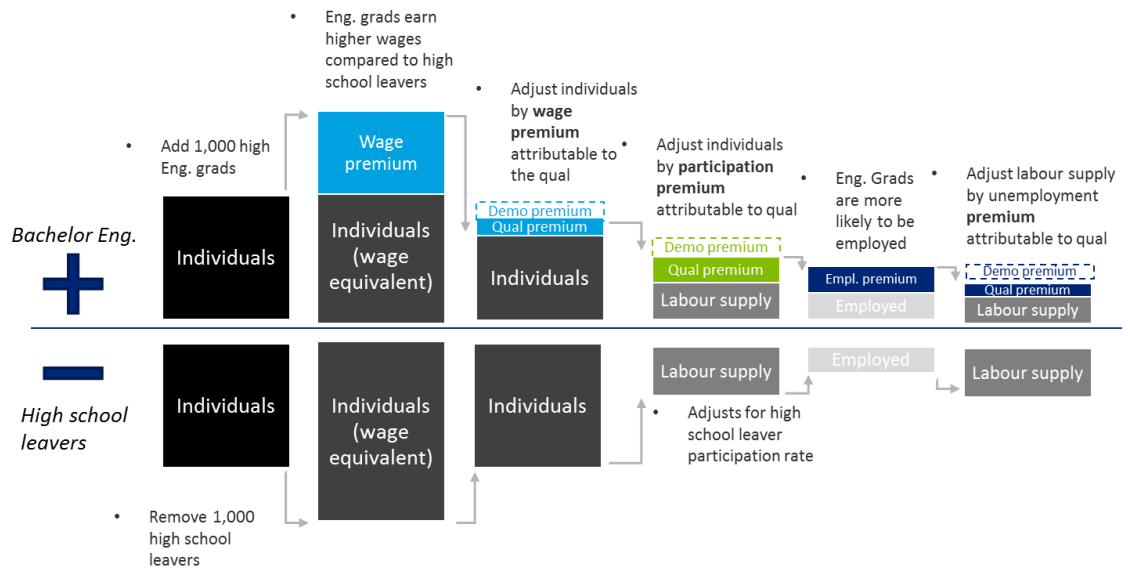 • Eng. grads earn
higher wages
compared to high
school leavers
• Adjust individuals
by wage
premium
attributable to
the qual
• Add 1,000 high
Eng. grads
• Adjust individuals
by participation
premium
attributable to qual
• Eng. Grads
are more
likely to be
employed
• Adjust labour supply
by unemployment
premium
attributable to qual
Bachelor Eng.
Individuals
Wage
premium
Individuals
(wage
equivalent)
Demo premium
Qual premium
Individuals
Demo premium
Qual premium
Labour supply
Empl. premium
Employed
Demo premium
Qual premium
Labour supply
High school
leavers
Individuals
Individuals
(wage
equivalent)
Individuals
Labour supply
Employed
Labour supply
• Adjusts for high
school leaver
participation rate
• Remove 1,000
high school
leavers